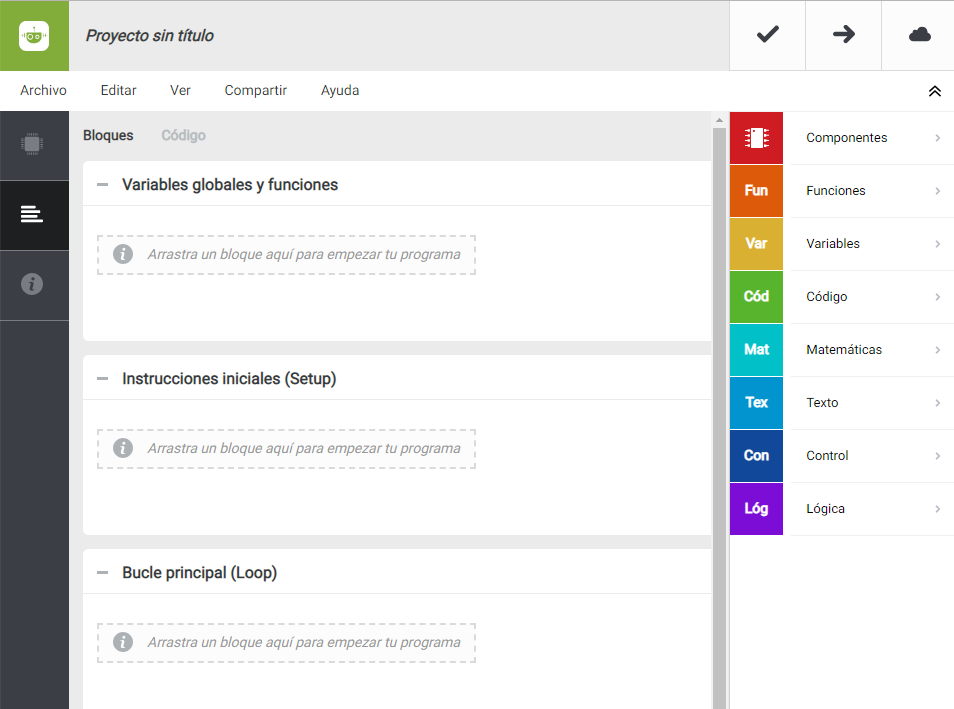 Proyecto sin título
Archivo Editar Ver Compartir Ayuda
Bloques Código
Variables globales y funciones
Arrastra un bloque aquí para empezar tu programa
Instrucciones iniciales (Setup)
Arrastra un bloque aquí para empezar tu programa
Bucle principal (Loop)
Arrastra un bloque aquí para empezar tu programa
Componentes
Fun Funciones
Var Variables
Cód Código
Mat Matemáticas
Tex Texto
Con Control
Lóg Lógica